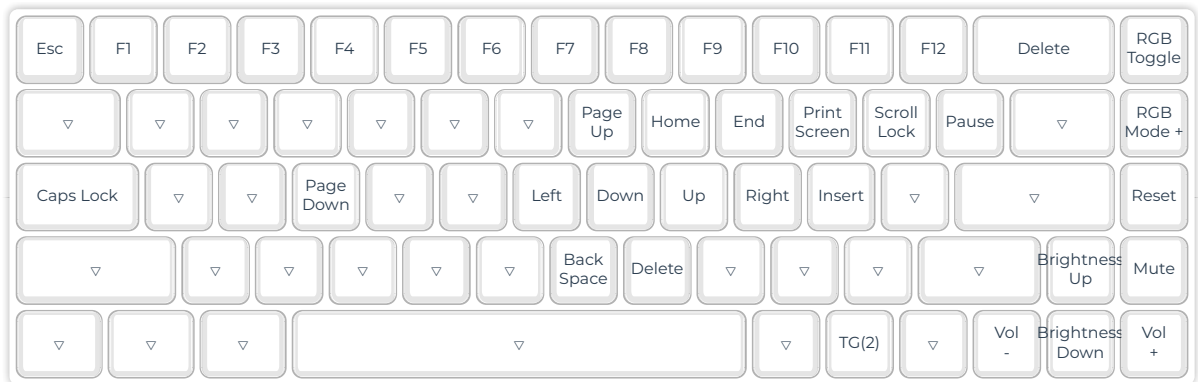 Esc F1 F2 F3 F4 F5 F6 F7 F8 F9 F10 F11 F12 Delete RGB Toggle
▽ ▽ ▽ ▽ ▽ ▽ ▽ Page Up Home End Print Screen Scroll Lock Pause ▽ RGB Mode +
Caps Lock ▽ ▽ Page Down ▽ ▽ Left Down Up Right Insert ▽ ▽ Reset
▽ ▽ ▽ ▽ ▽ ▽ Back Space Delete ▽ ▽ ▽ ▽ Brightness Up Mute
▽ ▽ ▽ ▽ ▽ TG(2) ▽ Vol - Brightness Down Vol +